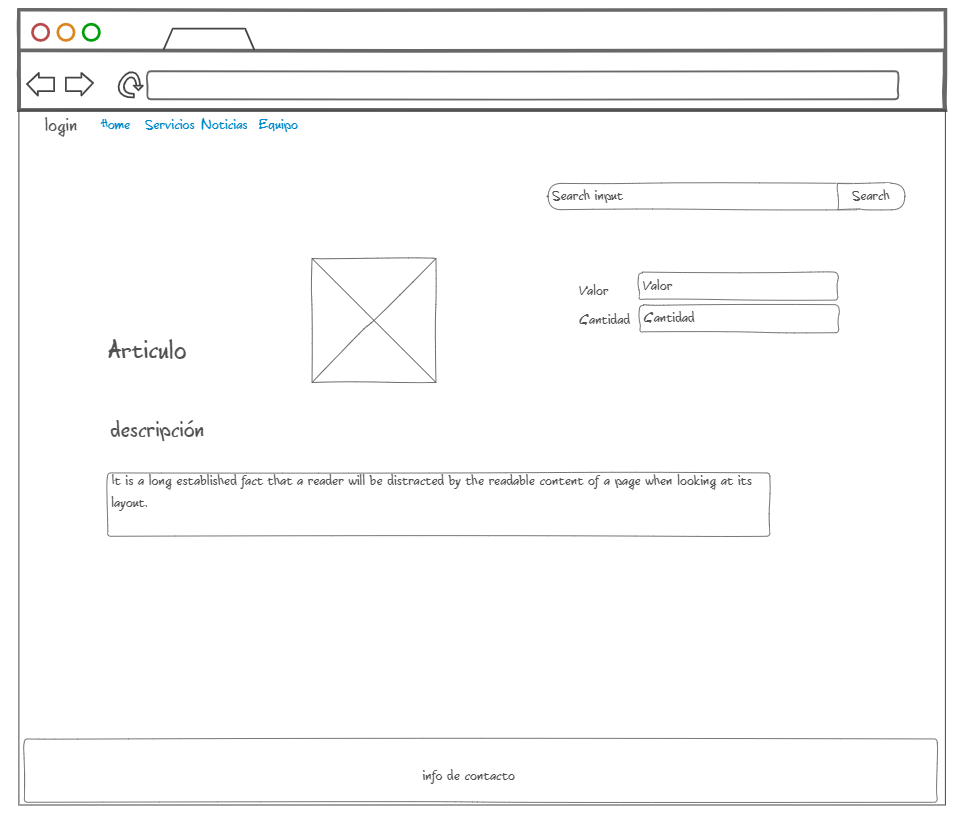 login Home Servicios Noticias Equipo
Search input Search
Valor Valor
Cantidad Cantidad
Articulo
descripción
It is a long established fact that a reader will be distracted by the readable content of a page when looking at its
layout.
info de contacto